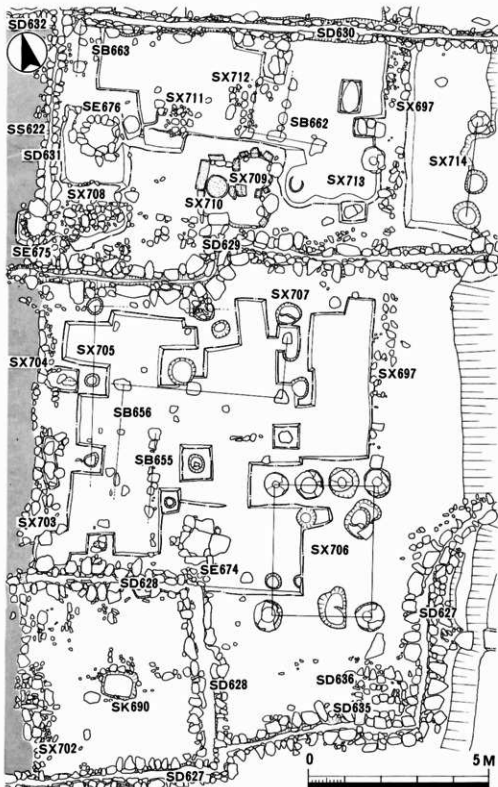 SD632
SD630
SB663
SX712
SX711
SX697
SE676
SB662
SS622
SX714
SD631
SX709
SX713
SX708
SX710
SD629
SE675
SX707
SX704
SX705
SX697
SB656
SB655
SX703
SX706
SE674
SD628
SD627
SD628
SD636
SK690
SD635
SX702
SD627
0 5M